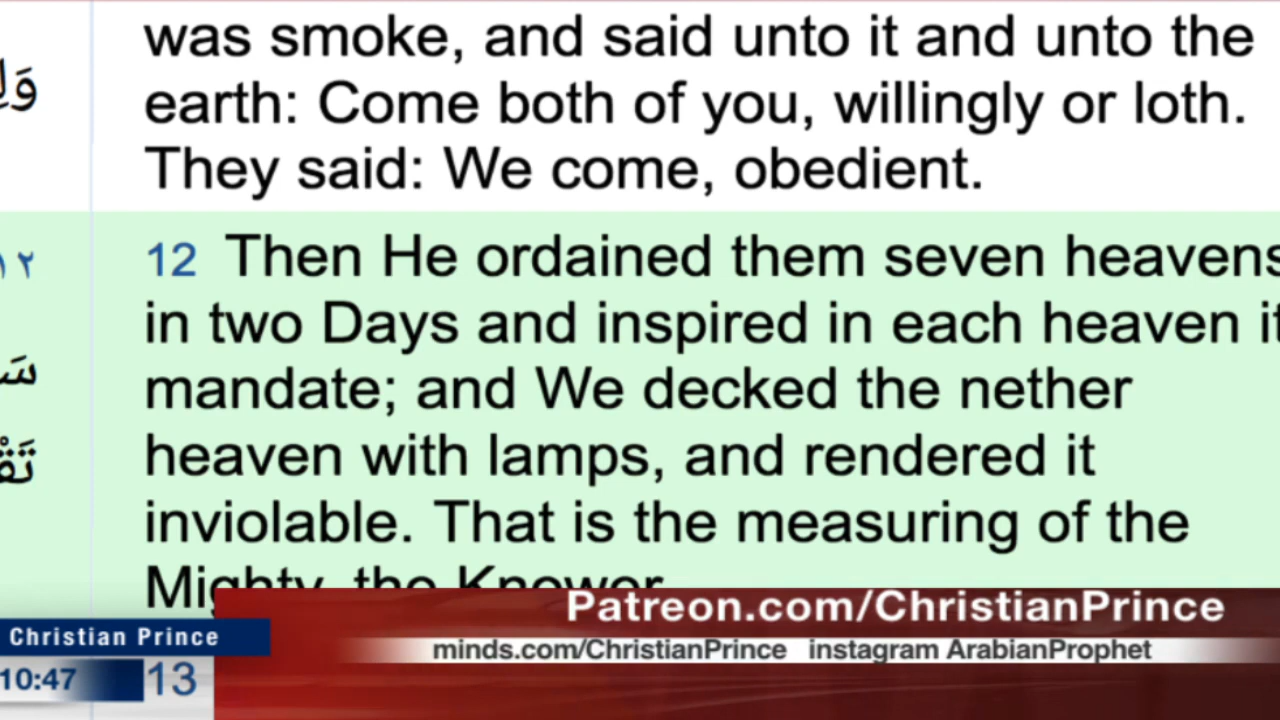 was smoke, and said unto it and unto the
earth: Come both of you, willingly or loth.
They said: We come, obedient.
12 Then He ordained them seven heavens
in two Days and inspired in each heaven
mandate; and We decked the nether
heaven with lamps, and rendered it
inviolable. That is the measuring of the
Mighty, the Knower.
Patreon.com/ChristianPrince
Christian Prince
minds.com/ChristianPrince instagram ArabianProphet
10:47
13